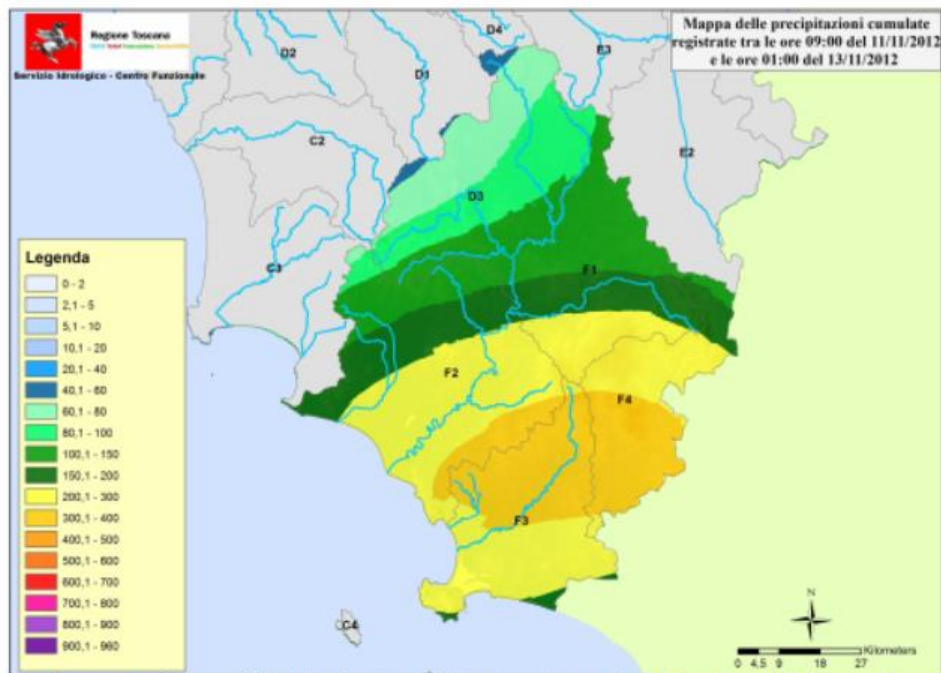 Regione Toscana
Servizio Idrologico - Centro Funzionale
Mappa delle precipitazioni cumulate
registrate tra le ore 09:00 del 11/11/2012
e le ore 01:00 del 13/11/2012
D4
D2
E3
D1
C2
E2
D3
C3
F1
F2
F4
F3
C4
Legenda
0 - 2
2,1 - 5
5,1 - 10
10,1 - 20
20,1 - 40
40,1 - 60
60,1 - 80
80,1 - 100
100,1 - 150
150,1 - 200
200,1 - 300
300,1 - 400
400,1 - 500
500,1 - 600
600,1 - 700
700,1 - 800
800,1 - 900
900,1 - 960
N
Kilometers
0 4,5 9 18 27